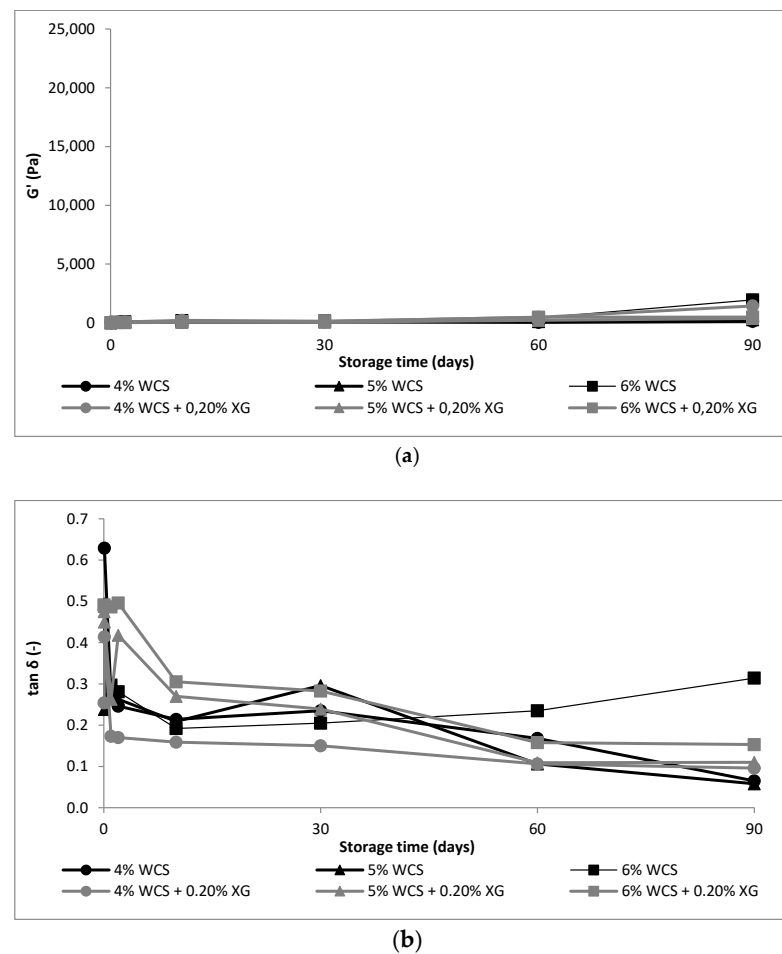 25,000
20,000
15,000
10,000
5,000
0
G' (Pa)
0 30 60 90
Storage time (days)
4% WCS 5% WCS 6% WCS
4% WCS + 0,20% XG 5% WCS + 0,20% XG 6% WCS + 0,20% XG
(a)
0.7
0.6
0.5
0.4
0.3
0.2
0.1
0.0
tan δ (-)
0 30 60 90
Storage time (days)
4% WCS 5% WCS 6% WCS
4% WCS + 0.20% XG 5% WCS + 0.20% XG 6% WCS + 0.20% XG
(b)